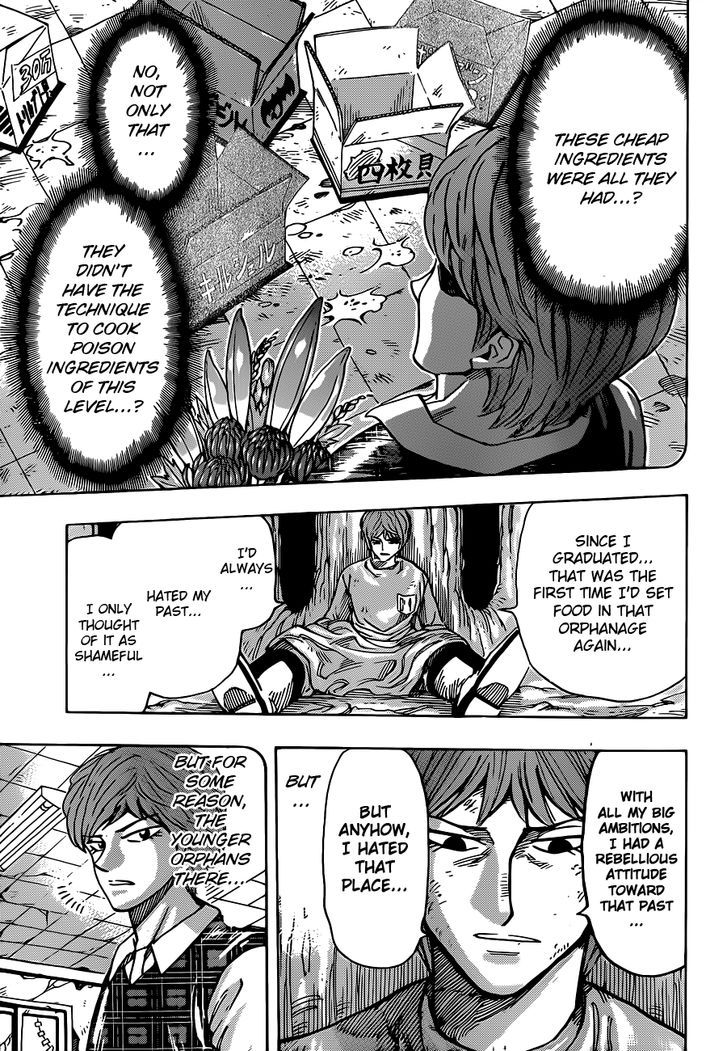 THESE CHEAP
INGREDIENTS
WERE ALL THEY
HAD...?
NO,
NOT
ONLY
THAT
...
THEY
DIDN'T
HAVE THE
TECHNIQUE
TO COOK
POISON
INGREDIENTS
OF THIS
LEVEL...?
四枚貝
キルシュール
SINCE I
GRADUATED...
THAT WAS THE
FIRST TIME I'D SET
FOOD IN THAT
ORPHANAGE
AGAIN...
I'D
ALWAYS
...
HATED MY
PAST...
I ONLY
THOUGHT
OF IT AS
SHAMEFUL
...
WITH
ALL MY BIG
AMBITIONS,
I HAD A
REBELLIOUS
ATTITUDE
TOWARD
THAT PAST
...
BUT
ANYHOW,
I HATED
THAT
PLACE...
BUT
...
BUT FOR
SOME
REASON,
THE
YOUNGER
ORPHANS
THERE...